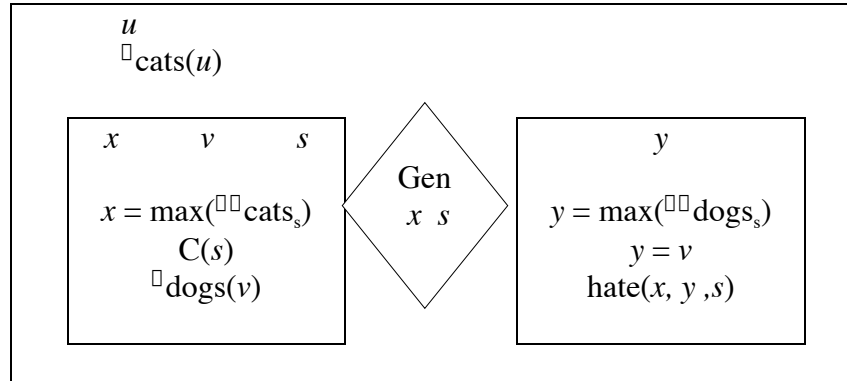 u
▯cats(u)
x v s
x = max(▯▯cats_s)
C(s)
▯dogs(v)
Gen
x s
y
y = max(▯▯dogs_s)
y = v
hate(x, y ,s)